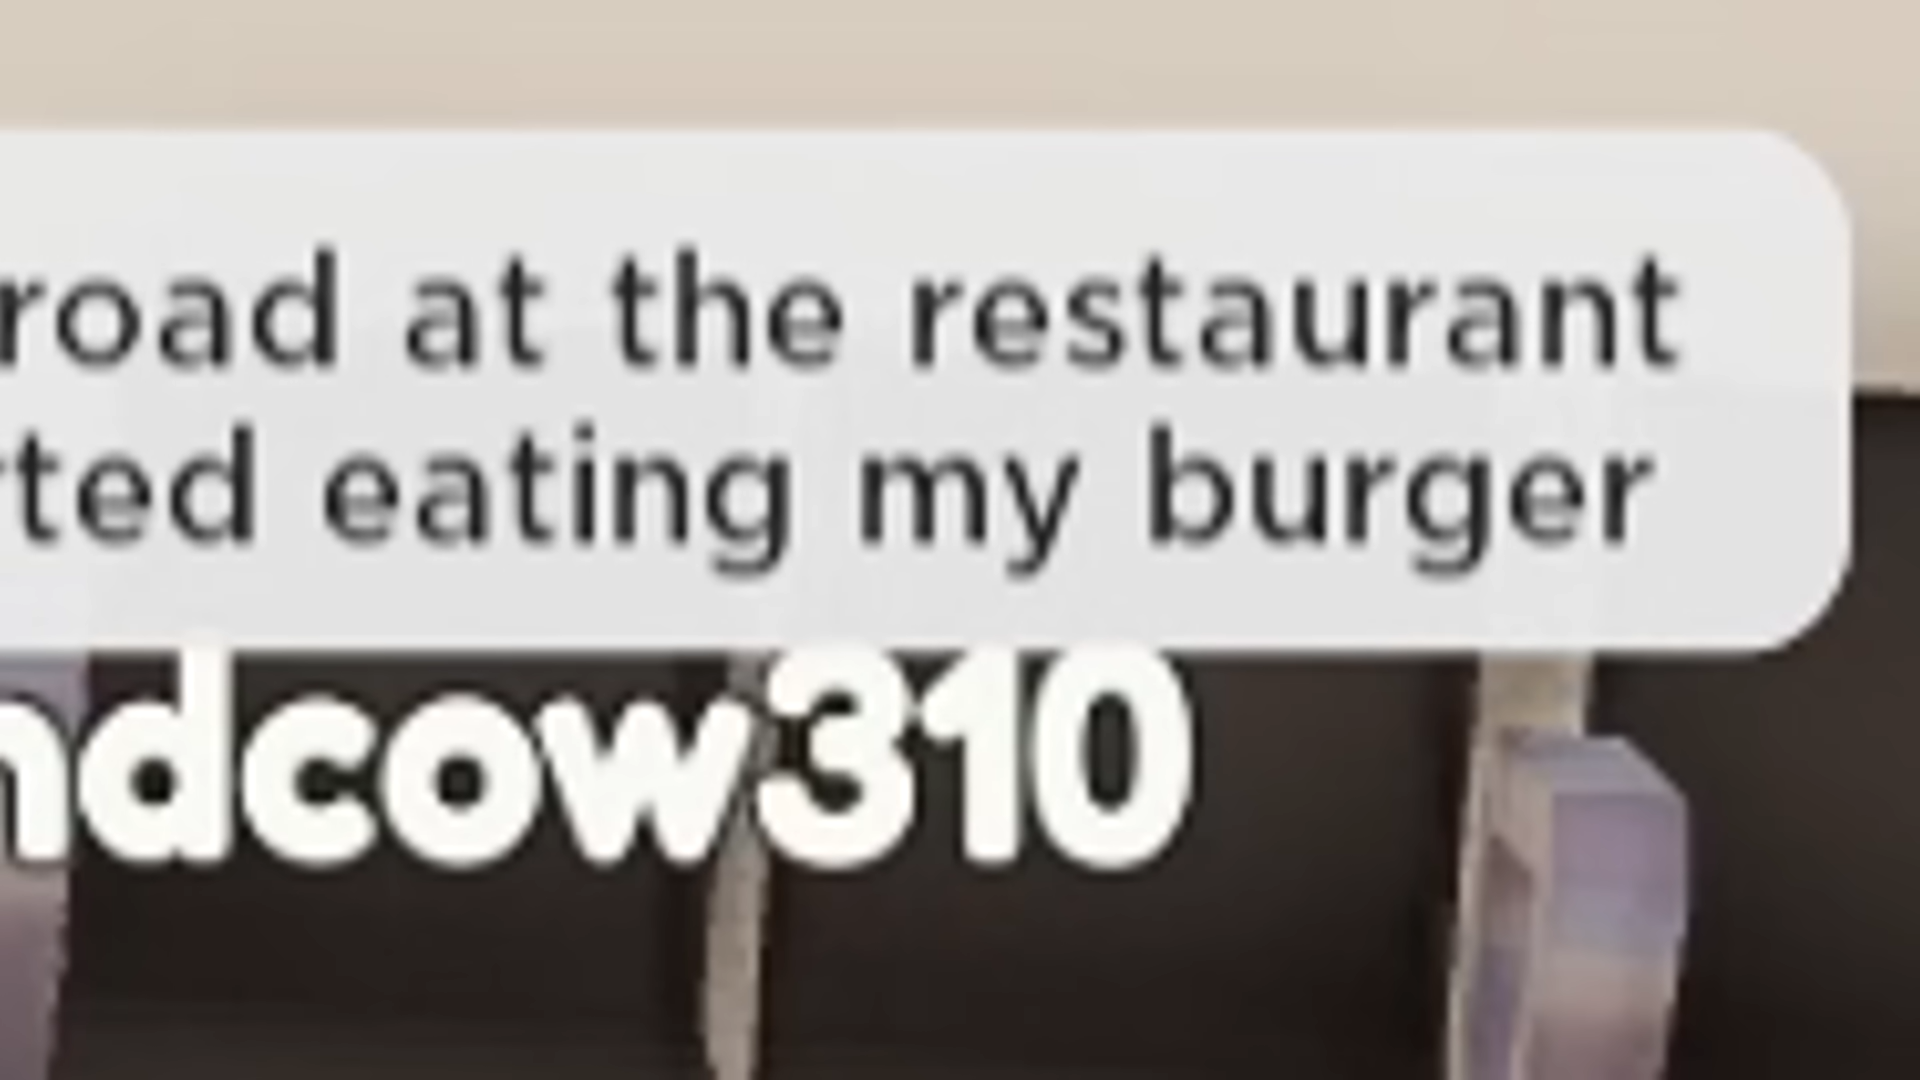 road at the restaurant
rted eating my burger
ndcow310